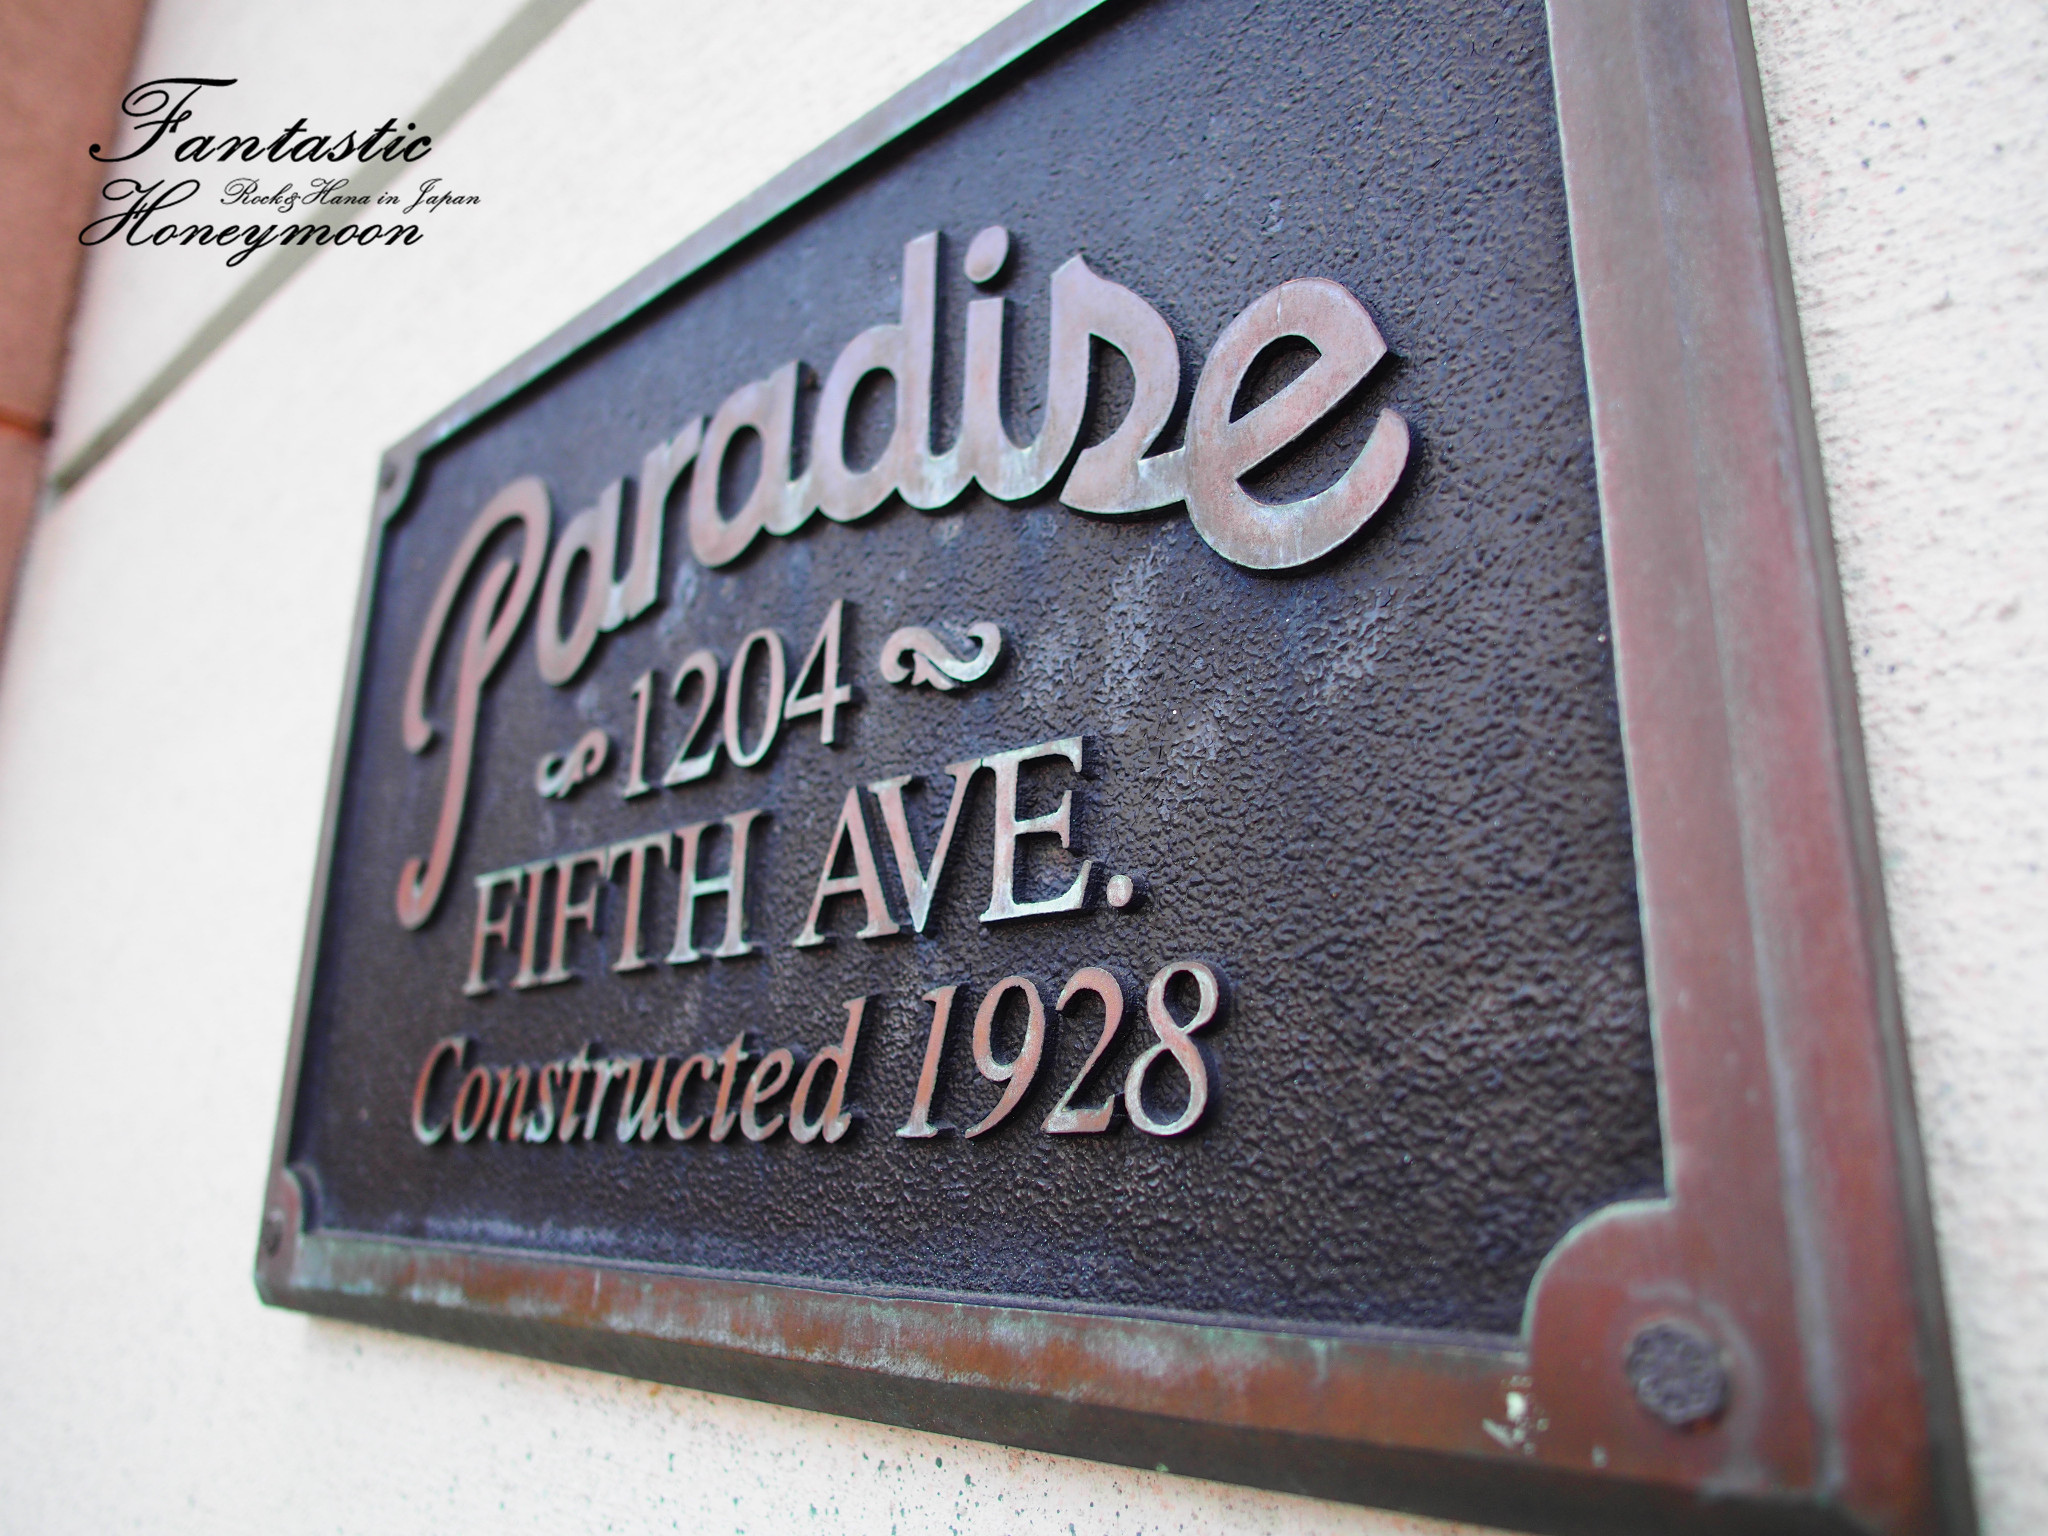 Fantastic
Rock&Hana in Japan
Honeymoon
Paradise
1204
FIFTH AVE.
Constructed 1928